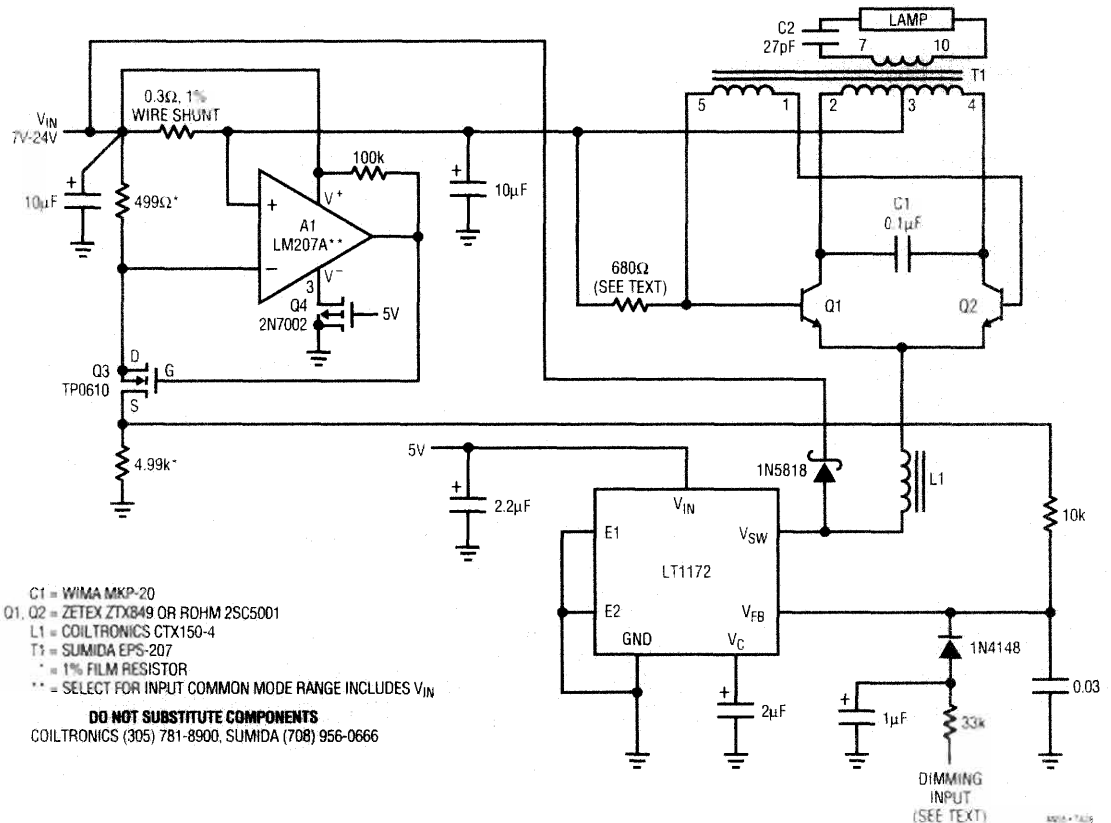 C2
27pF
LAMP
7
10
T1
5
1
2
3
4
VIN
7V-24V
0.3Ω, 1%
WIRE SHUNT
100k
10µF
499Ω*
V+
+
A1
LM207A**
−
V−
3
Q4
2N7002
5V
+
10µF
+
680Ω
(SEE TEXT)
C1
0.1µF
Q1
Q2
Q3
TP0610
D
G
S
4.99k*
5V
+
2.2µF
1N5818
L1
10k
VIN
E1
VSW
LT1172
E2
VFB
GND
VC
1N4148
+
2µF
+
1µF
33k
0.03
DIMMING
INPUT
(SEE TEXT)
C1 = WIMA MKP-20
Q1, Q2 = ZETEX ZTX849 OR ROHM 2SC5001
L1 = COILTRONICS CTX150-4
T1 = SUMIDA EPS-207
* = 1% FILM RESISTOR
** = SELECT FOR INPUT COMMON MODE RANGE INCLUDES VIN
DO NOT SUBSTITUTE COMPONENTS
COILTRONICS (305) 781-8900, SUMIDA (708) 956-0666